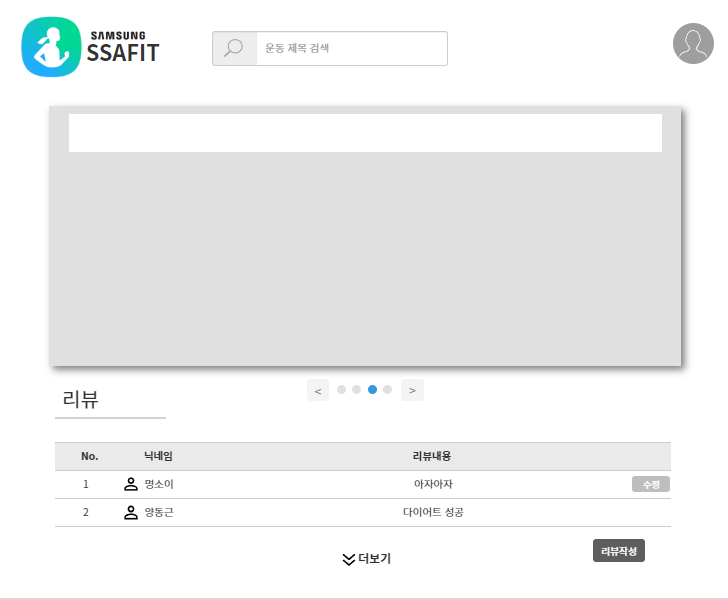 SAMSUNG
SSAFIT
운동 제목 검색
< >
리뷰
No. 닉네임 리뷰내용
1 명소이 아자아자 수정
2 양동근 다이어트 성공
더보기
리뷰작성